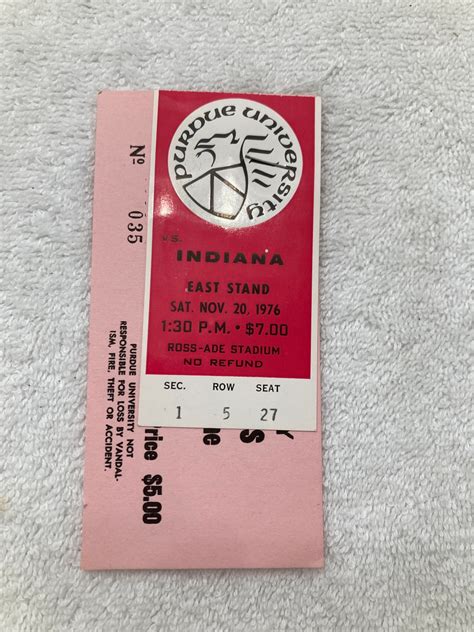 PURDUE UNIVERSITY
VS.
INDIANA
EAST STAND
SAT. NOV. 20, 1976
1:30 P.M. • $7.00
ROSS-ADE STADIUM
NO REFUND
SEC. ROW SEAT
1 5 27
Nº
035
PURDUE UNIVERSITY NOT
RESPONSIBLE FOR LOSS BY VANDAL-
ISM, FIRE, THEFT OR ACCIDENT.
Price $5.00